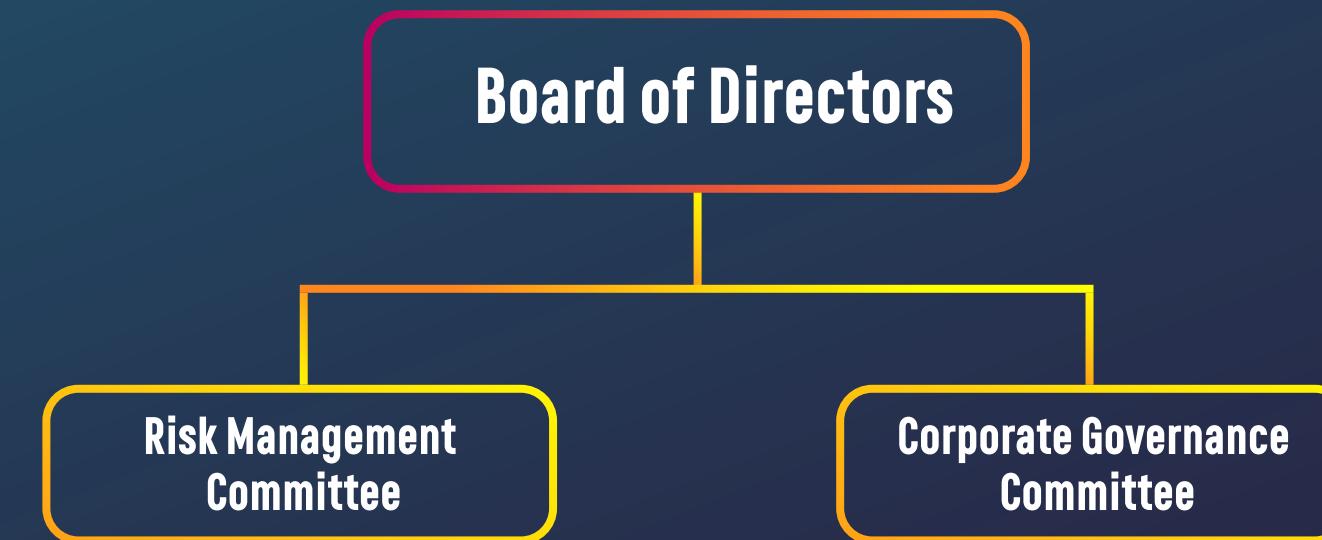 Board of Directors
Risk Management
Committee
Corporate Governance
Committee